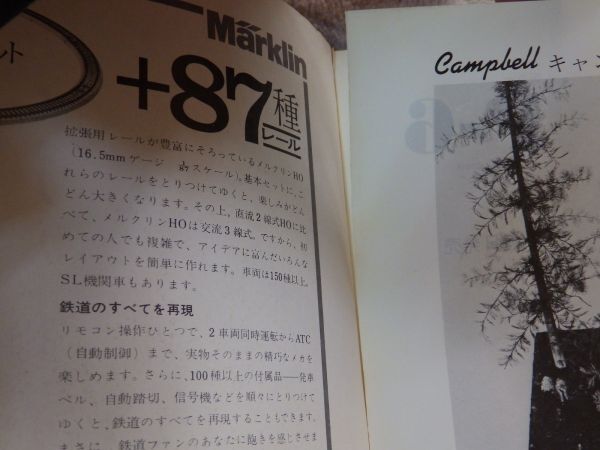 ルト
Märklin
+87種
レール
拡張用レールが豊富にそろっているメルクリンHO
(16.5mmゲージ 1/87スケール)。基本セットに、こ
れらのレールをとりつけてゆくと、楽しみがどん
どん大きくなります。その上、直流2線式HOに比
べて、メルクリンHOは交流3線式。ですから、初
めての人でも複雑で、アイデアに富んだいろんな
レイアウトを簡単に作れます。車両は150種以上。
SL機関車もあります。
鉄道のすべてを再現
リモコン操作ひとつで、2車両同時運転からATC
(自動制御)まで、実物そのままの精巧なメカを
楽しめます。さらに、100種以上の付属品──発車
ベル、自動踏切、信号機などを順々にとりつけて
ゆくと、鉄道のすべてを再現することもできます。
まさに、鉄道ファンのあなたに飽きを感じさせま
Campbell キャン